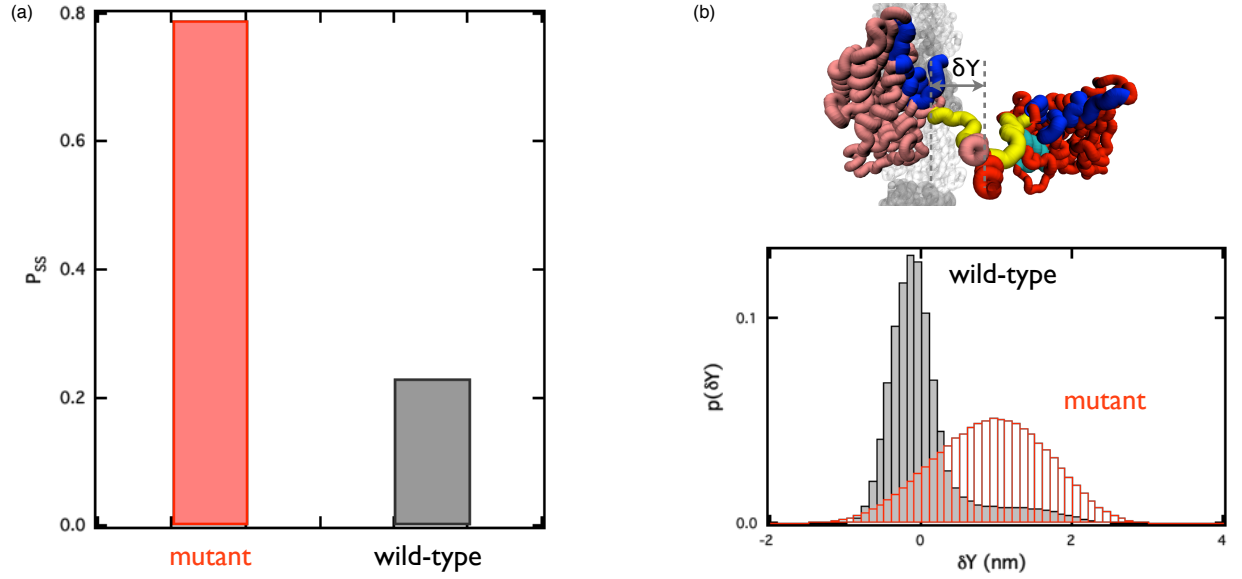 (a)
0.8
0.6
0.4
0.2
0.0
PSS
mutant
wild-type
(b)
δY
wild-type
mutant
0.1
0.0
p(δY)
-2
0
2
4
δY (nm)